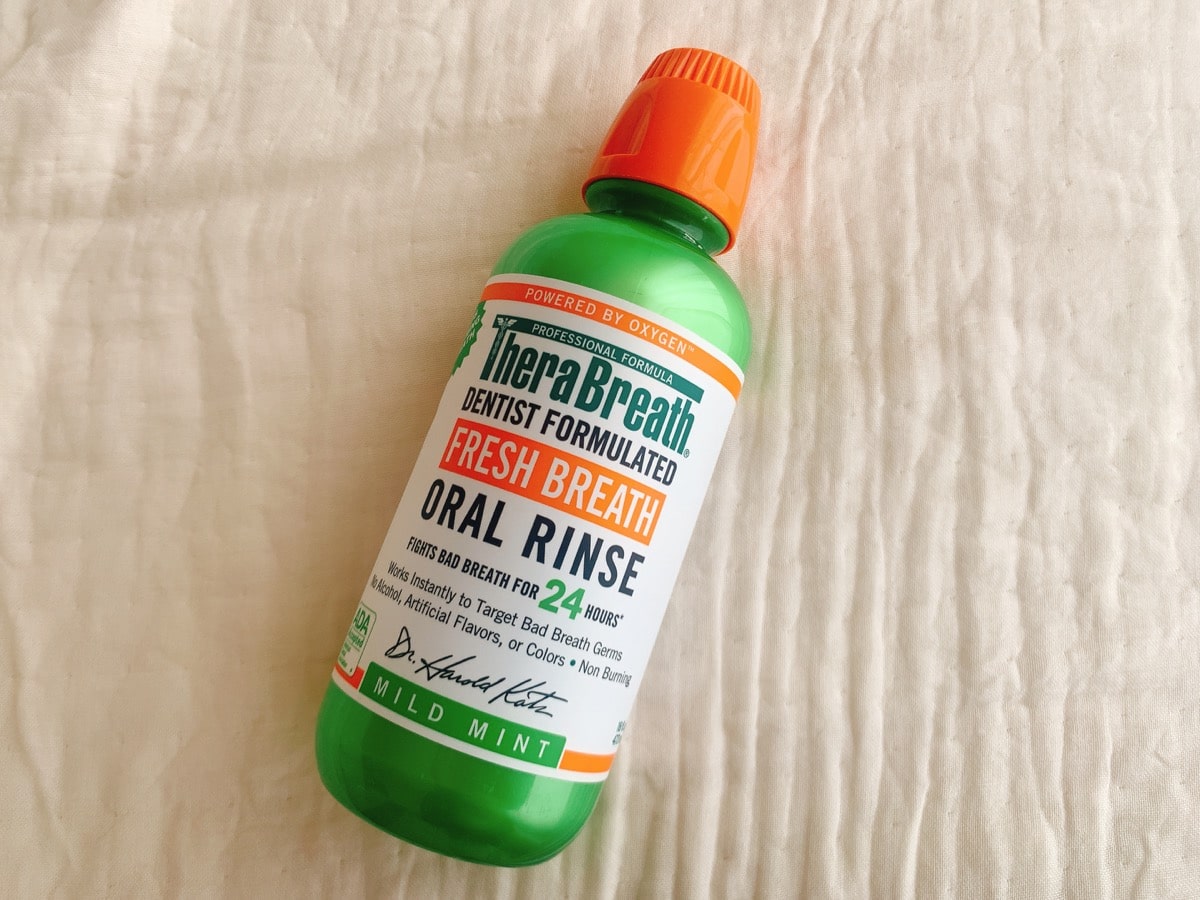 POWERED BY OXYGEN™
PROFESSIONAL FORMULA
TheraBreath®
DENTIST FORMULATED
FRESH BREATH
ORAL RINSE
FIGHTS BAD BREATH FOR 24 HOURS*
Works Instantly to Target Bad Breath Germs
No Alcohol, Artificial Flavors, or Colors • Non Burning
ADA
Accepted
Dr. Harold Katz
MILD MINT